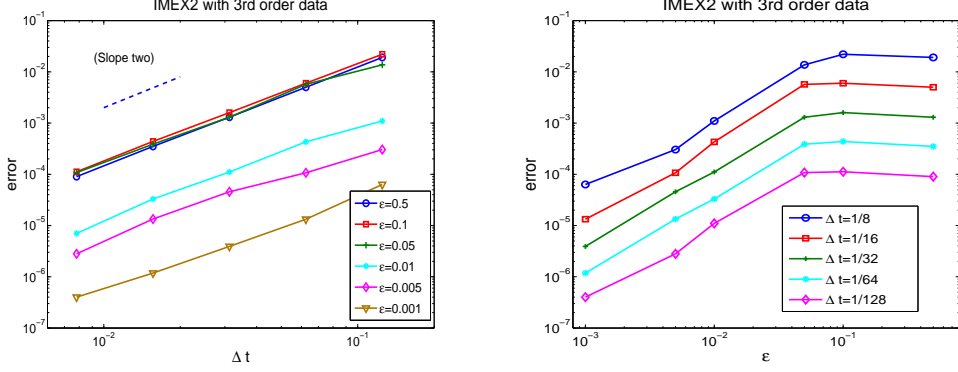 IMEX2 with 3rd order data
(Slope two)
10^-1
10^-2
10^-3
10^-4
10^-5
10^-6
10^-7
error
ε=0.5
ε=0.1
ε=0.05
ε=0.01
ε=0.005
ε=0.001
10^-2
10^-1
Δ t
IMEX2 with 3rd order data
10^-1
10^-2
10^-3
10^-4
10^-5
10^-6
10^-7
error
Δ t=1/8
Δ t=1/16
Δ t=1/32
Δ t=1/64
Δ t=1/128
10^-3
10^-2
10^-1
10^0
ε